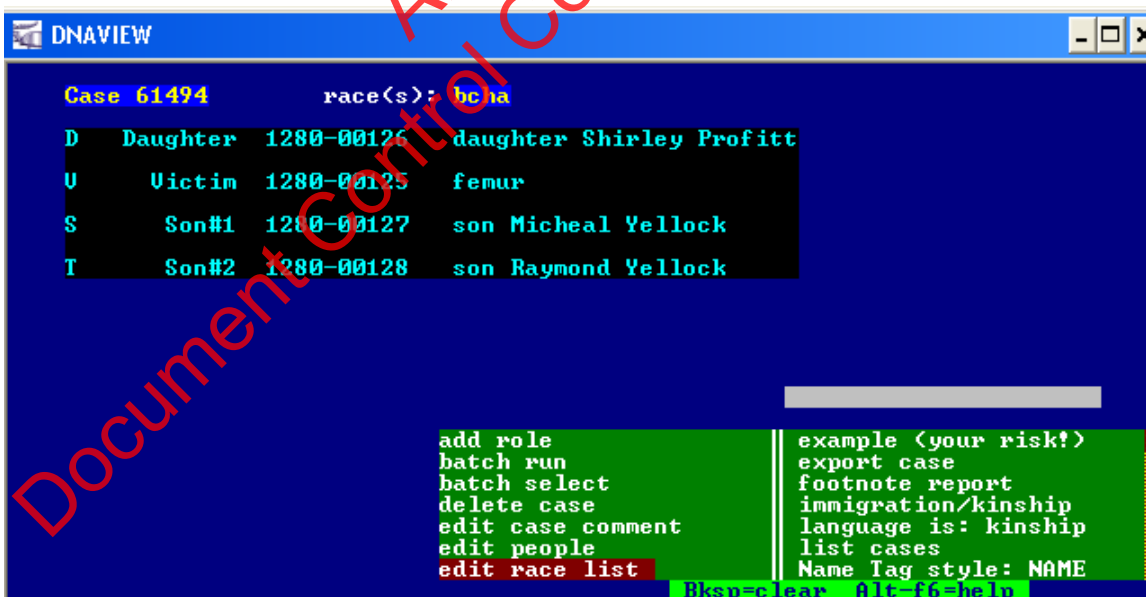 DNAVIEW
Case 61494 race(s): bcha
D Daughter 1280-00126 daughter Shirley Profitt
V Victim 1280-00125 femur
S Son#1 1280-00127 son Micheal Yellock
T Son#2 1280-00128 son Raymond Yellock
add role
batch run
batch select
delete case
edit case comment
edit people
edit race list
example (your risk!)
export case
footnote report
immigration/kinship
language is: kinship
list cases
Name Tag style: NAME
Bksp=clear Alt-f6=help
Document Control